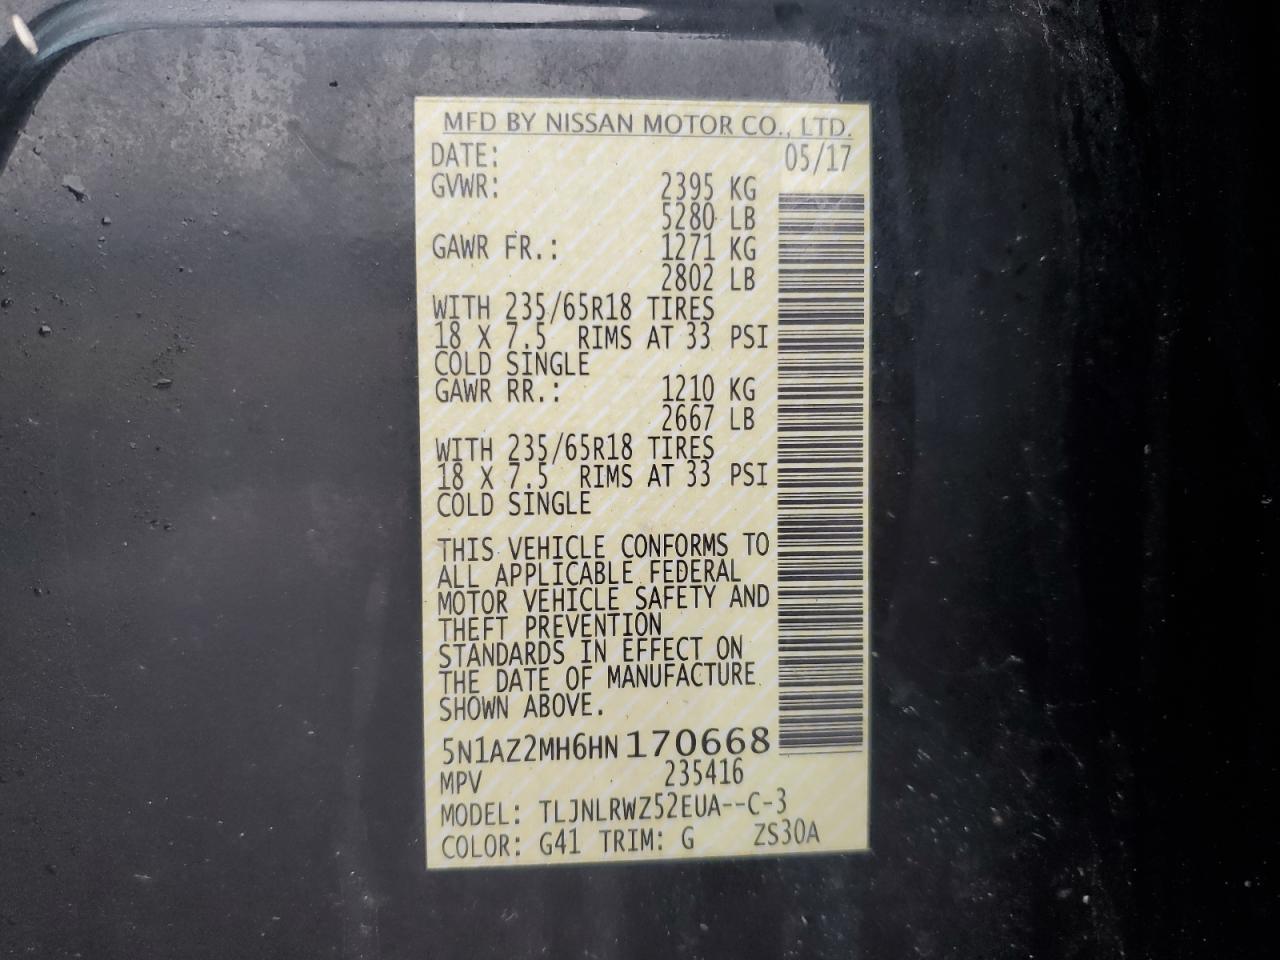 MFD BY NISSAN MOTOR CO., LTD.
DATE: 05/17
GVWR: 2395 KG
5280 LB
GAWR FR.: 1271 KG
2802 LB
WITH 235/65R18 TIRES
18 X 7.5 RIMS AT 33 PSI
COLD SINGLE
GAWR RR.: 1210 KG
2667 LB
WITH 235/65R18 TIRES
18 X 7.5 RIMS AT 33 PSI
COLD SINGLE
THIS VEHICLE CONFORMS TO
ALL APPLICABLE FEDERAL
MOTOR VEHICLE SAFETY AND
THEFT PREVENTION
STANDARDS IN EFFECT ON
THE DATE OF MANUFACTURE
SHOWN ABOVE.
5N1AZ2MH6HN170668
MPV 235416
MODEL: TLJNLRWZ52EUA--C-3
COLOR: G41 TRIM: G ZS30A